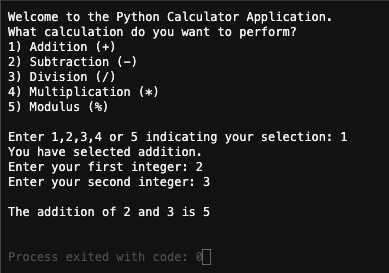 Welcome to the Python Calculator Application.
What calculation do you want to perform?
1) Addition (+)
2) Subtraction (-)
3) Division (/)
4) Multiplication (*)
5) Modulus (%)
Enter 1,2,3,4 or 5 indicating your selection: 1
You have selected addition.
Enter your first integer: 2
Enter your second integer: 3
The addition of 2 and 3 is 5
Process exited with code: 0